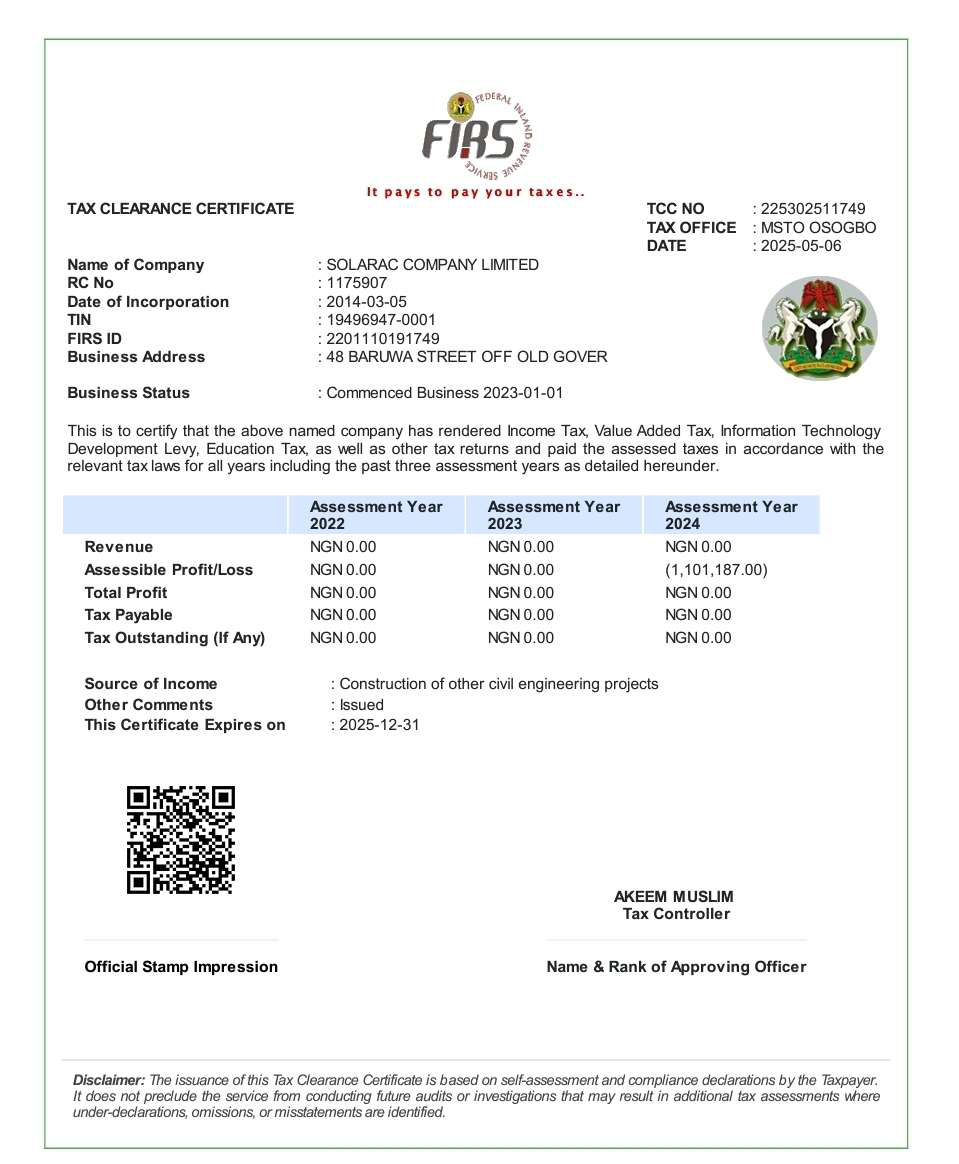 FEDERAL INLAND REVENUE SERVICE
FIRS
It pays to pay your taxes..
TAX CLEARANCE CERTIFICATE
TCC NO : 225302511749
TAX OFFICE : MSTO OSOGBO
DATE : 2025-05-06
Name of Company : SOLARAC COMPANY LIMITED
RC No : 1175907
Date of Incorporation : 2014-03-05
TIN : 19496947-0001
FIRS ID : 2201110191749
Business Address : 48 BARUWA STREET OFF OLD GOVER
Business Status : Commenced Business 2023-01-01
This is to certify that the above named company has rendered Income Tax, Value Added Tax, Information Technology
Development Levy, Education Tax, as well as other tax returns and paid the assessed taxes in accordance with the
relevant tax laws for all years including the past three assessment years as detailed hereunder.
Assessment Year Assessment Year Assessment Year
2022 2023 2024
Revenue NGN 0.00 NGN 0.00 NGN 0.00
Assessible Profit/Loss NGN 0.00 NGN 0.00 (1,101,187.00)
Total Profit NGN 0.00 NGN 0.00 NGN 0.00
Tax Payable NGN 0.00 NGN 0.00 NGN 0.00
Tax Outstanding (If Any) NGN 0.00 NGN 0.00 NGN 0.00
Source of Income : Construction of other civil engineering projects
Other Comments : Issued
This Certificate Expires on : 2025-12-31
AKEEM MUSLIM
Tax Controller
Official Stamp Impression
Name & Rank of Approving Officer
Disclaimer: The issuance of this Tax Clearance Certificate is based on self-assessment and compliance declarations by the Taxpayer.
It does not preclude the service from conducting future audits or investigations that may result in additional tax assessments where
under-declarations, omissions, or misstatements are identified.